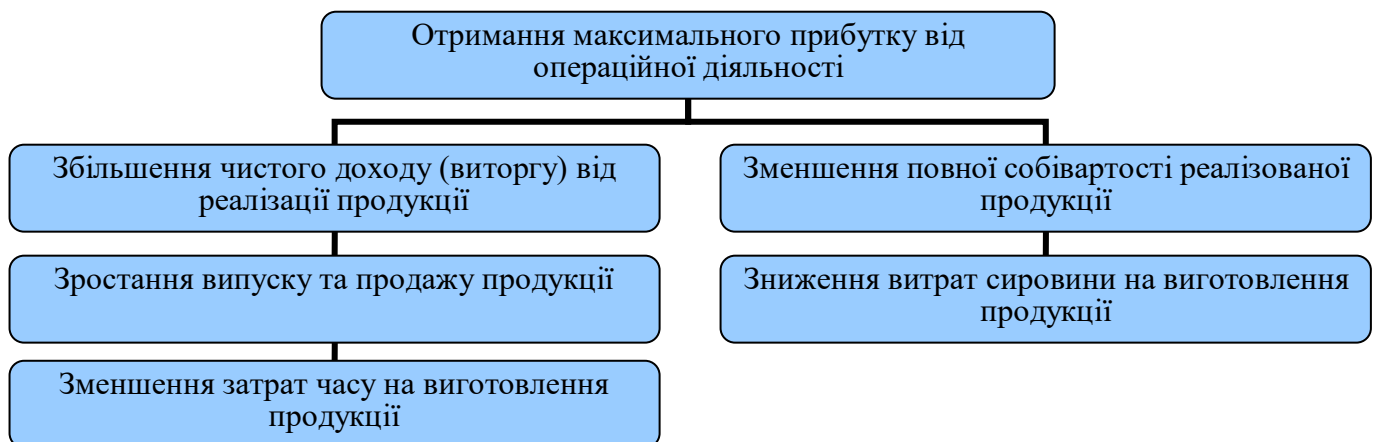 Отримання максимального прибутку від
операційної діяльності
Збільшення чистого доходу (виторгу) від
реалізації продукції
Зменшення повної собівартості реалізованої
продукції
Зростання випуску та продажу продукції
Зниження витрат сировини на виготовлення
продукції
Зменшення затрат часу на виготовлення
продукції